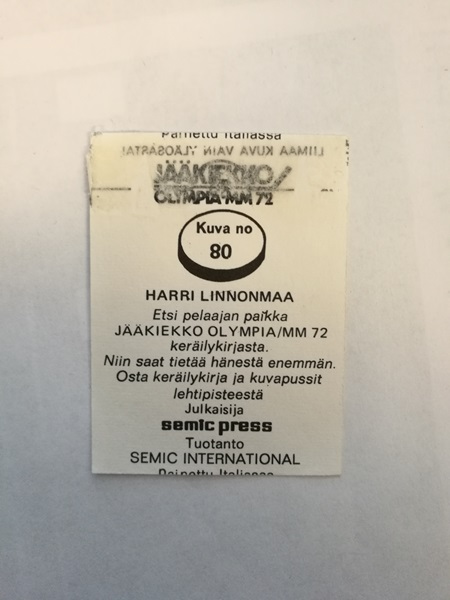 Painettu Italiassa
LIIMAA KUVA VAIN YLÄOSASTA!
JÄÄKIEKKO/
OLYMPIA-MM 72
Kuva no
80
HARRI LINNONMAA
Etsi pelaajan paikka
JÄÄKIEKKO OLYMPIA/MM 72
keräilykirjasta.
Niin saat tietää hänestä enemmän.
Osta keräilykirja ja kuvapussit
lehtipisteestä
Julkaisija
semic press
Tuotanto
SEMIC INTERNATIONAL
Painettu Italiassa